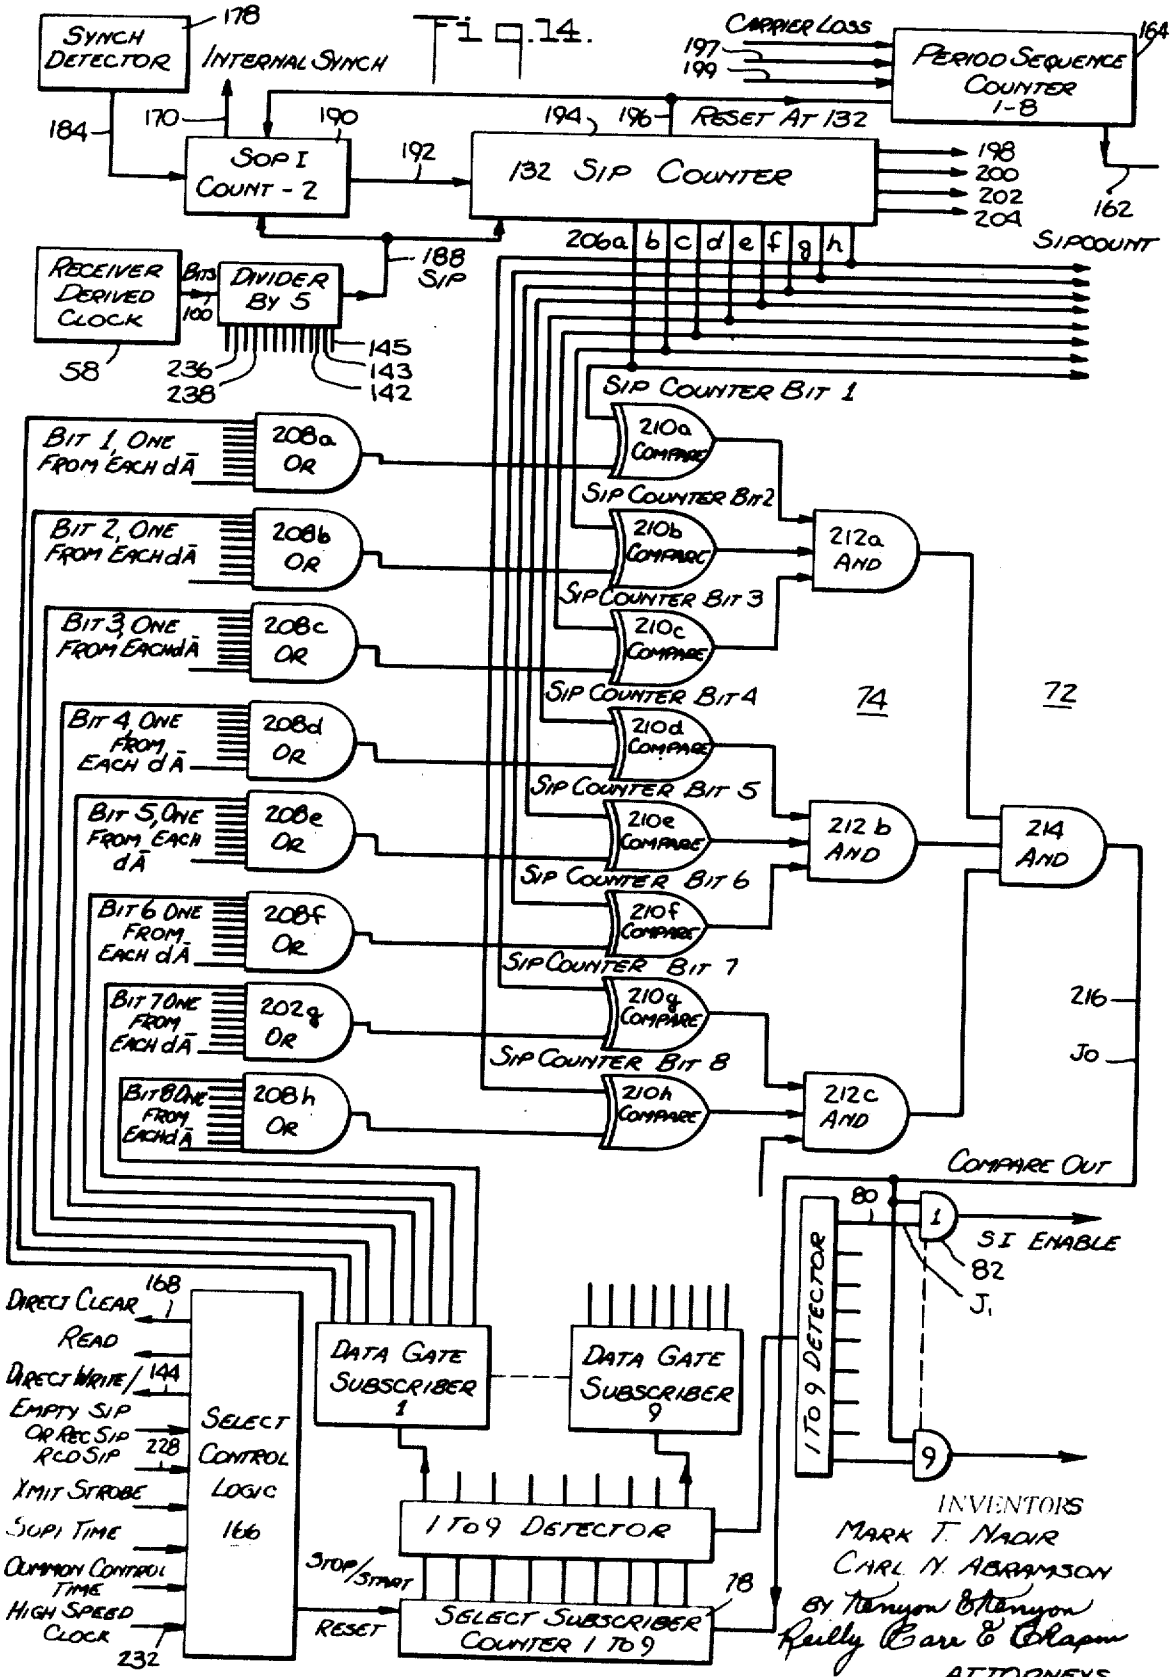 Fig.14.
178
SYNCH
DETECTOR
INTERNAL SYNCH
CARRIER LOSS
197
199
164
PERIOD SEQUENCE
COUNTER
1-8
184
170
190
194
196
RESET AT 132
SOP I
COUNT - 2
192
132 SIP COUNTER
198
200
202
204
162
SIPCOUNT
188
SIP
206a b c d e f g h
RECEIVER
DERIVED
CLOCK
58
BITS
100
DIVIDER
BY 5
236
238
145
143
142
SIP COUNTER BIT 1
BIT 1, ONE
FROM EACH dĀ
208a
OR
210a
COMPARE
SIP COUNTER BIT 2
BIT 2, ONE
FROM EACH dĀ
208b
OR
210b
COMPARE
212a
AND
SIP COUNTER BIT 3
BIT 3, ONE
FROM EACH dĀ
208c
OR
210c
COMPARE
SIP COUNTER BIT 4
74
72
BIT 4, ONE
FROM
EACH dĀ
208d
OR
210d
COMPARE
SIP COUNTER BIT 5
BIT 5, ONE
FROM EACH
dĀ
208e
OR
210e
COMPARE
212 b
AND
214
AND
SIP COUNTER BIT 6
BIT 6 ONE
FROM
EACH dĀ
208f
OR
210f
COMPARE
SIP COUNTER BIT 7
BIT 7 ONE
FROM
EACH dĀ
202g
OR
210g
COMPARE
216
J0
SIP COUNTER BIT 8
BIT 8 ONE
FROM
EACH dĀ
208h
OR
210h
COMPARE
212c
AND
COMPARE OUT
80
1
SI ENABLE
82
J1
1 TO 9 DETECTOR
9
DIRECT CLEAR
168
READ
DIRECT WRITE/
144
EMPTY SIP
OR REC SIP
RCD SIP
228
XMIT STROBE
SOPI TIME
COMMON CONTROL
TIME
HIGH SPEED
CLOCK
232
SELECT
CONTROL
LOGIC
166
DATA GATE
SUBSCRIBER
1
DATA GATE
SUBSCRIBER
9
1 TO 9 DETECTOR
STOP/
START
RESET
78
SELECT SUBSCRIBER
COUNTER 1 TO 9
INVENTORS
MARK T. NADIR
CARL N. ABRAMSON
BY Kenyon & Kenyon
Reilly Carr & Chapin
ATTORNEYS